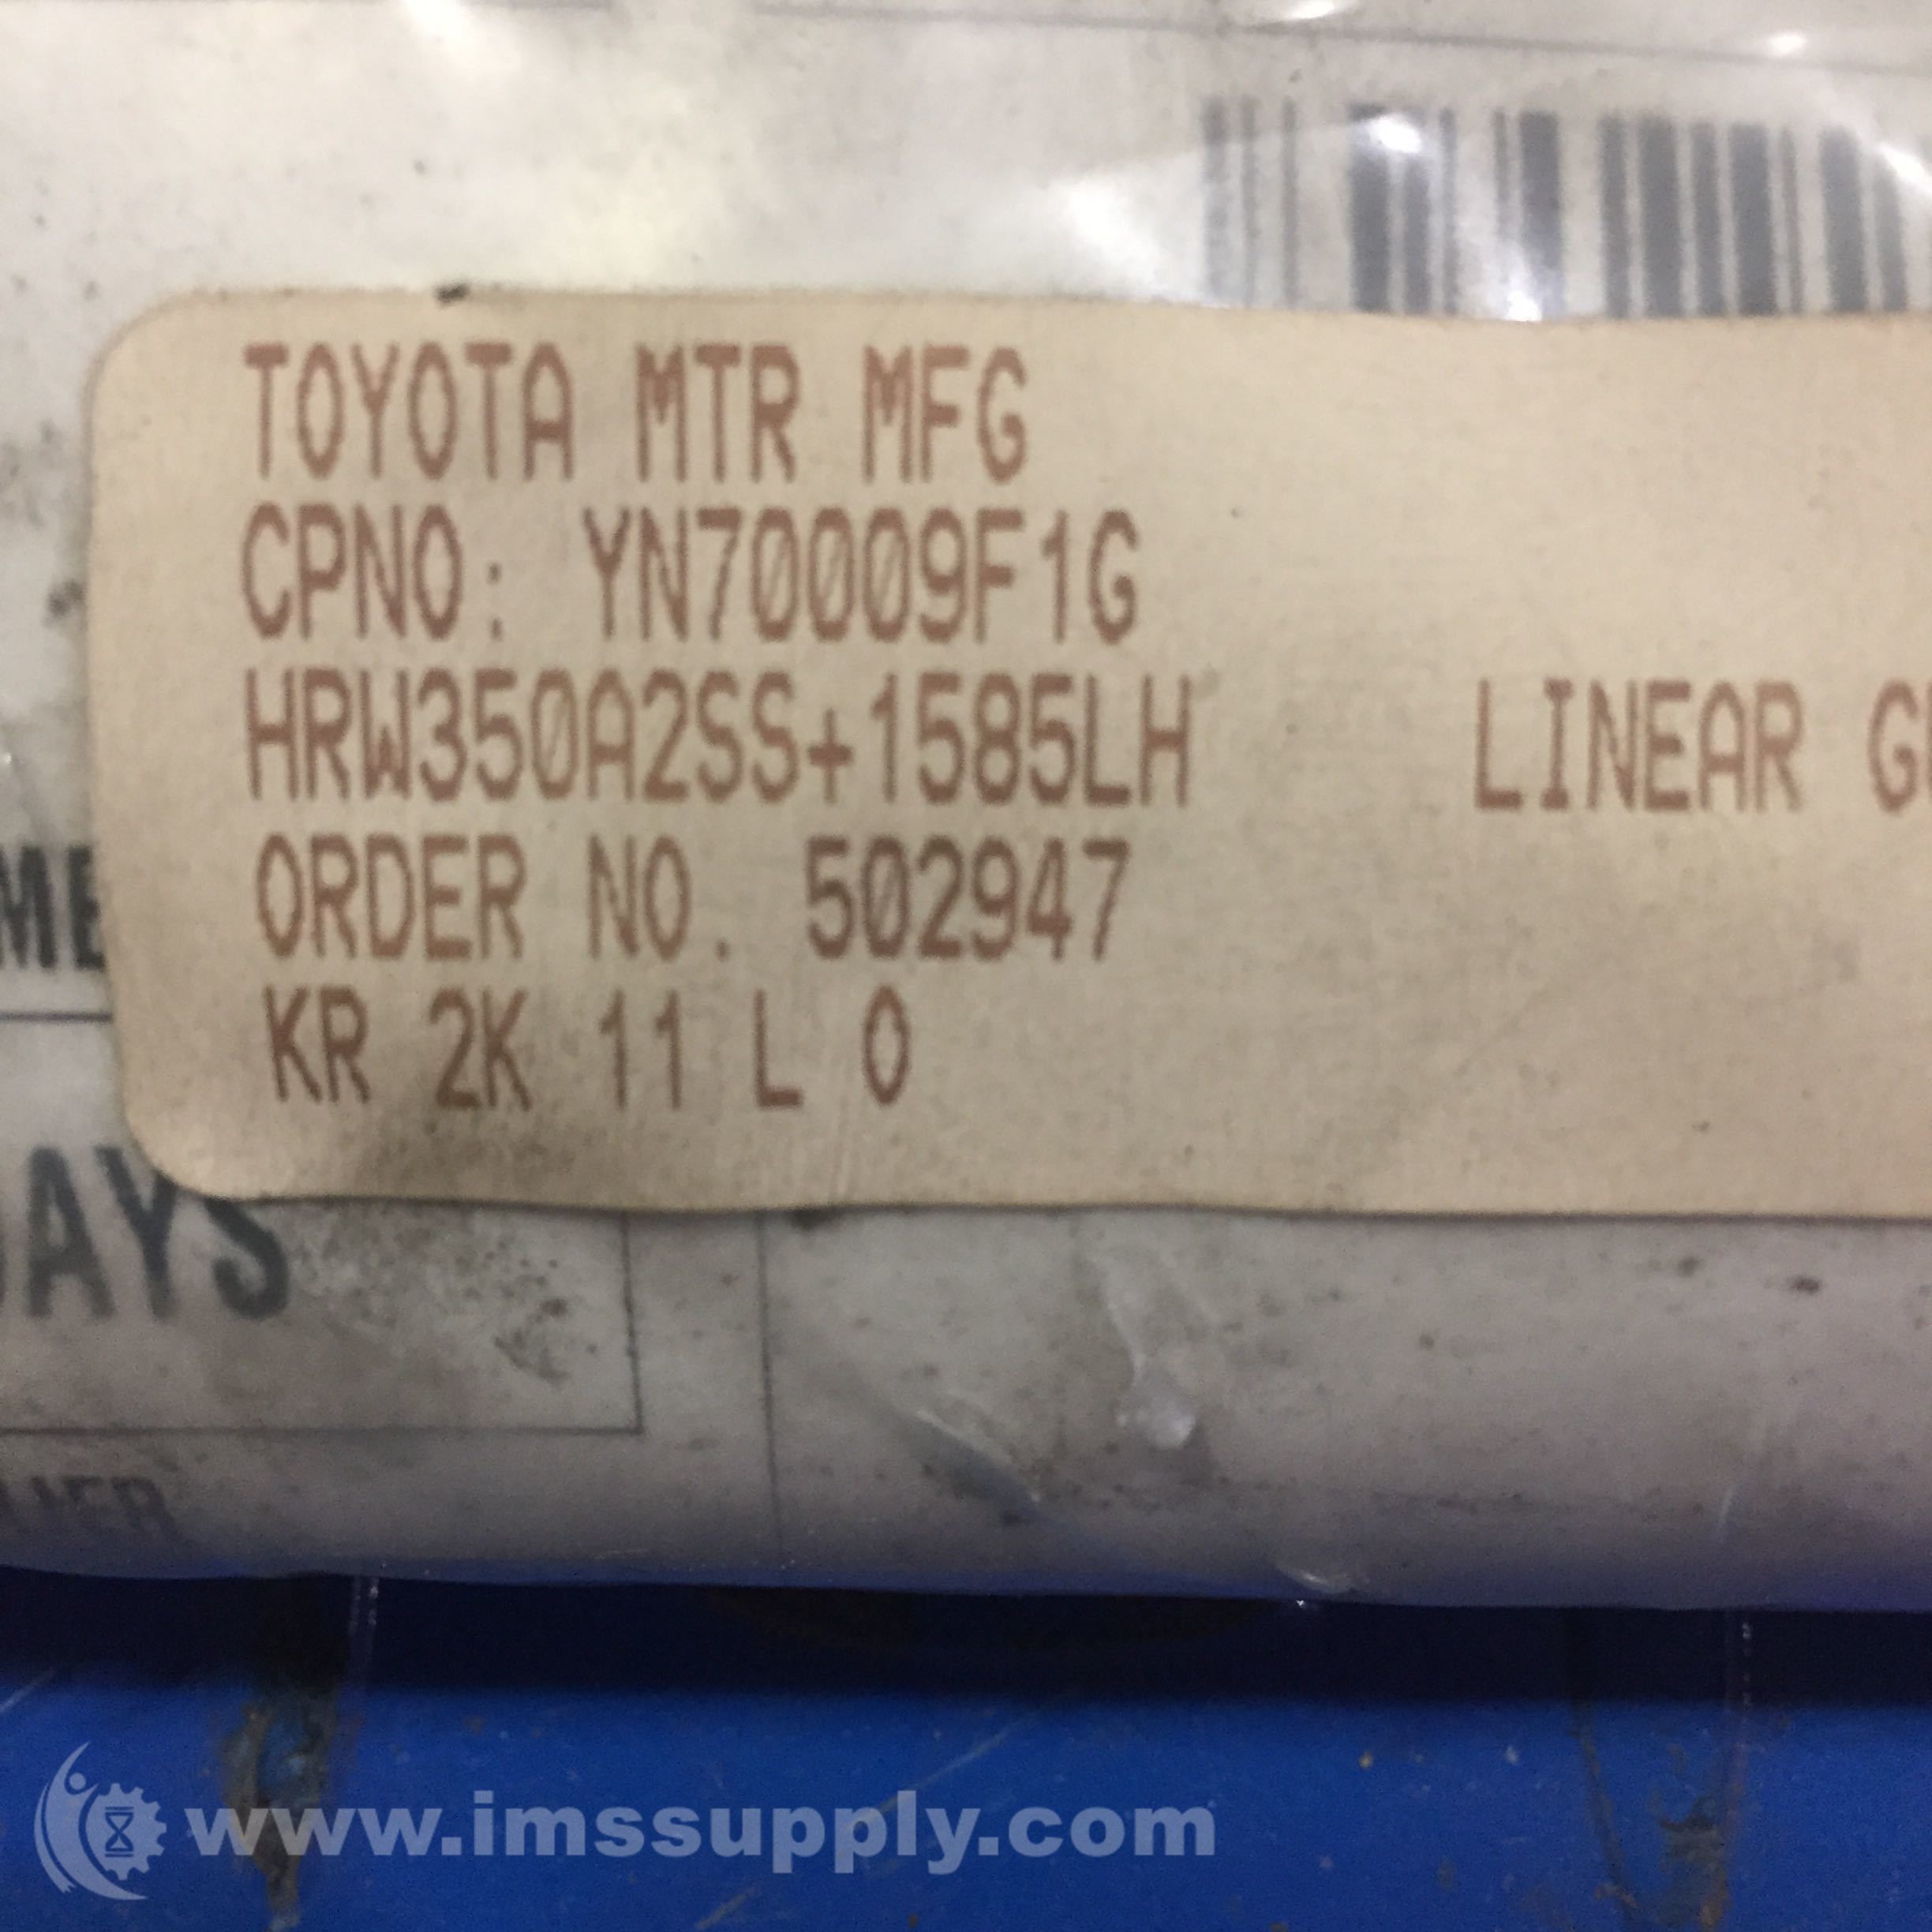 TOYOTA MTR MFG
CPNO: YN70009F1G
HRW350A2SS+1585LH LINEAR
ORDER NO. 502947
KR 2K 11 L 0
www.imssupply.com